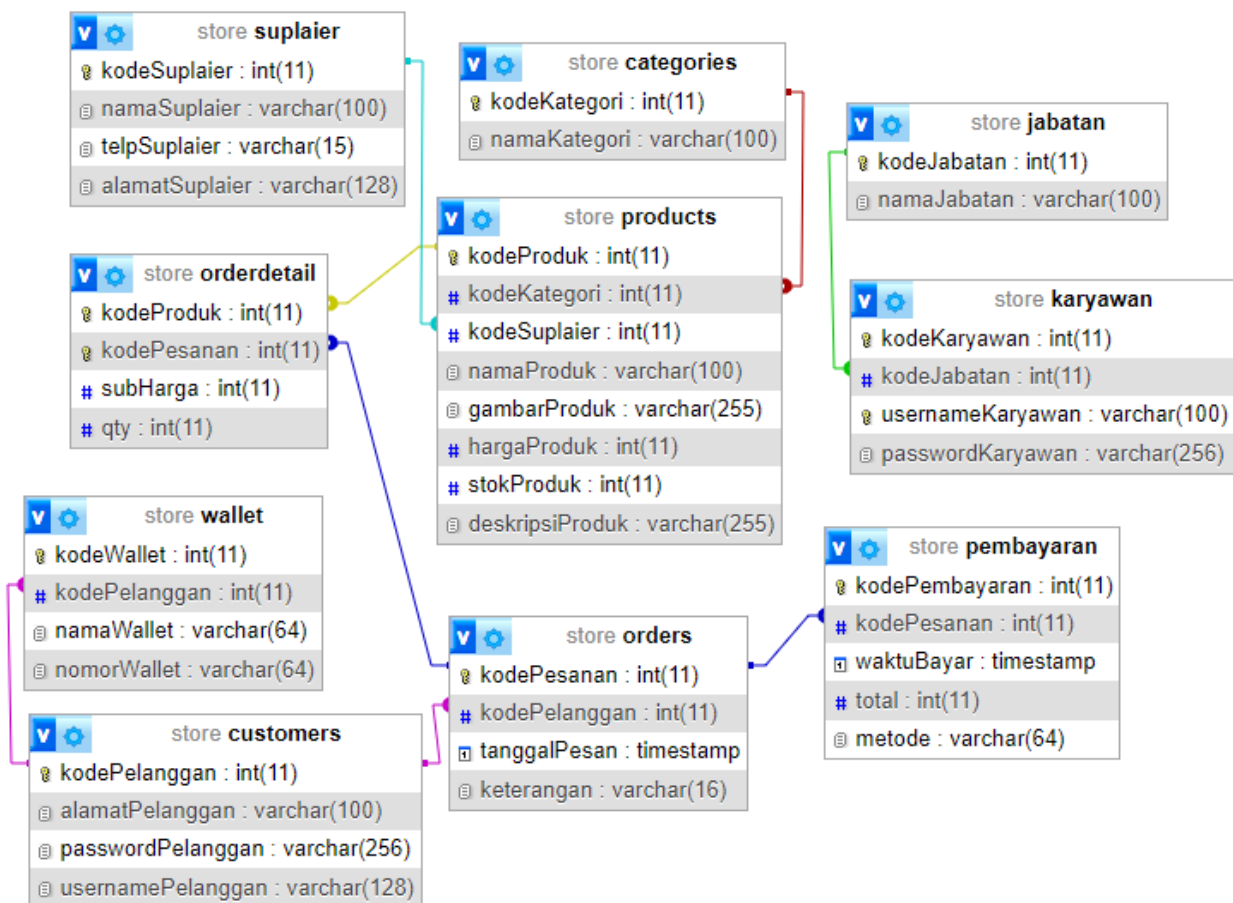 V store suplaier
kodeSuplaier : int(11)
namaSuplaier : varchar(100)
telpSuplaier : varchar(15)
alamatSuplaier : varchar(128)
V store categories
kodeKategori : int(11)
namaKategori : varchar(100)
V store jabatan
kodeJabatan : int(11)
namaJabatan : varchar(100)
V store products
kodeProduk : int(11)
# kodeKategori : int(11)
# kodeSuplaier : int(11)
namaProduk : varchar(100)
gambarProduk : varchar(255)
# hargaProduk : int(11)
# stokProduk : int(11)
deskripsiProduk : varchar(255)
V store orderdetail
kodeProduk : int(11)
kodePesanan : int(11)
# subHarga : int(11)
# qty : int(11)
V store karyawan
kodeKaryawan : int(11)
# kodeJabatan : int(11)
usernameKaryawan : varchar(100)
passwordKaryawan : varchar(256)
V store wallet
kodeWallet : int(11)
# kodePelanggan : int(11)
namaWallet : varchar(64)
nomorWallet : varchar(64)
V store pembayaran
kodePembayaran : int(11)
# kodePesanan : int(11)
waktuBayar : timestamp
# total : int(11)
metode : varchar(64)
V store orders
kodePesanan : int(11)
# kodePelanggan : int(11)
tanggalPesan : timestamp
keterangan : varchar(16)
V store customers
kodePelanggan : int(11)
alamatPelanggan : varchar(100)
passwordPelanggan : varchar(256)
usernamePelanggan : varchar(128)